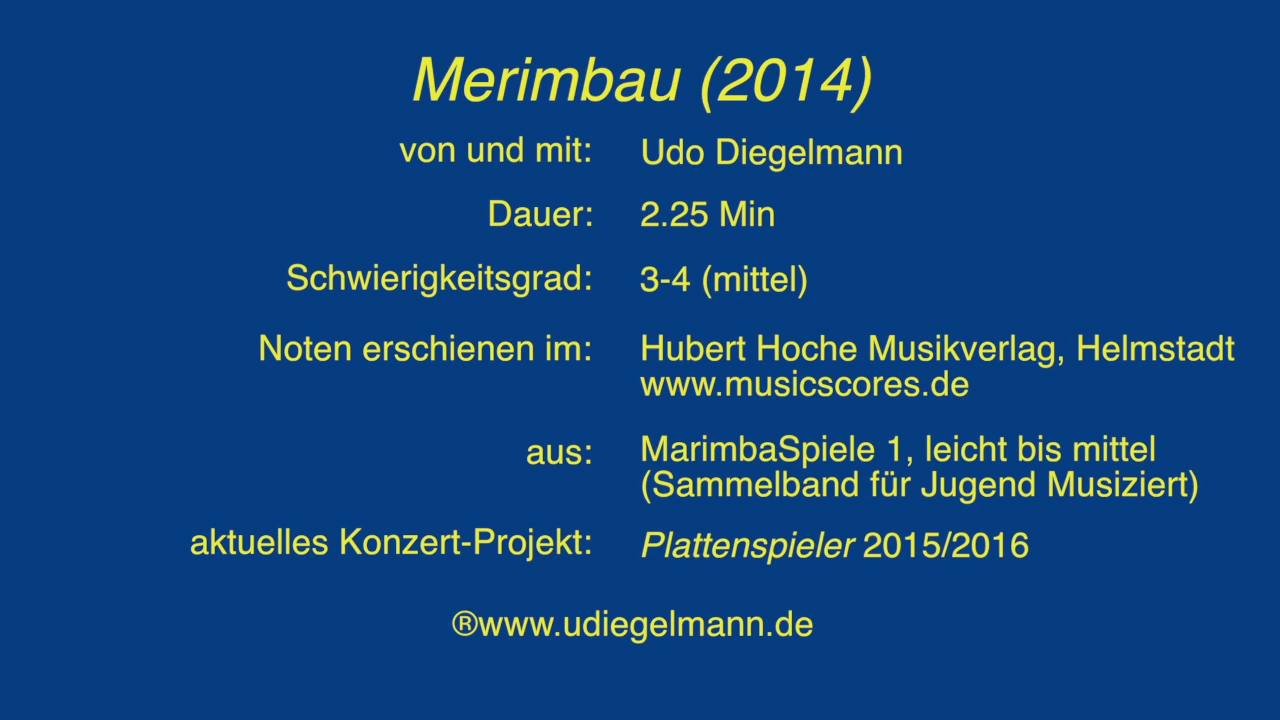 Merimbau (2014)
von und mit: Udo Diegelmann
Dauer: 2.25 Min
Schwierigkeitsgrad: 3-4 (mittel)
Noten erschienen im: Hubert Hoche Musikverlag, Helmstadt
www.musicscores.de
aus: MarimbaSpiele 1, leicht bis mittel
(Sammelband für Jugend Musiziert)
aktuelles Konzert-Projekt: Plattenspieler 2015/2016
®www.udiegelmann.de